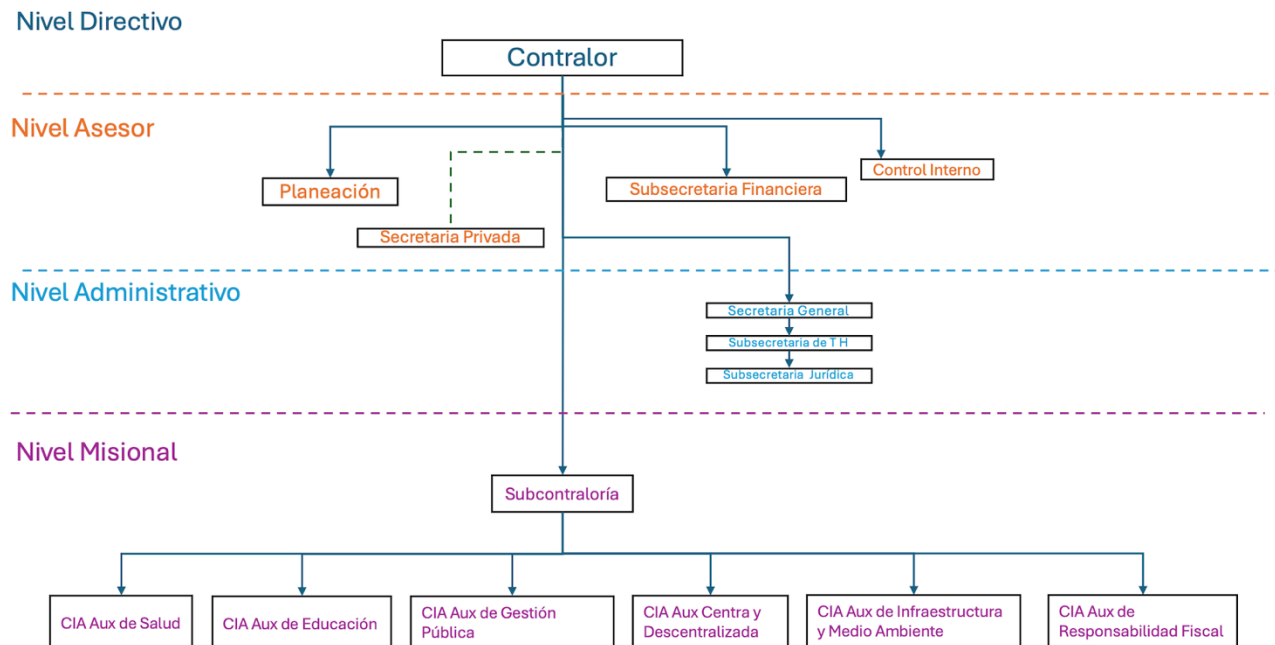 Nivel Directivo
Contralor
Nivel Asesor
Planeación
Subsecretaria Financiera
Control Interno
Secretaria Privada
Nivel Administrativo
Secretaria General
Subsecretaria de T H
Subsecretaria Jurídica
Nivel Misional
Subcontraloría
CIA Aux de Salud
CIA Aux de Educación
CIA Aux de Gestión
Pública
CIA Aux Centra y
Descentralizada
CIA Aux de Infraestructura
y Medio Ambiente
CIA Aux de
Responsabilidad Fiscal